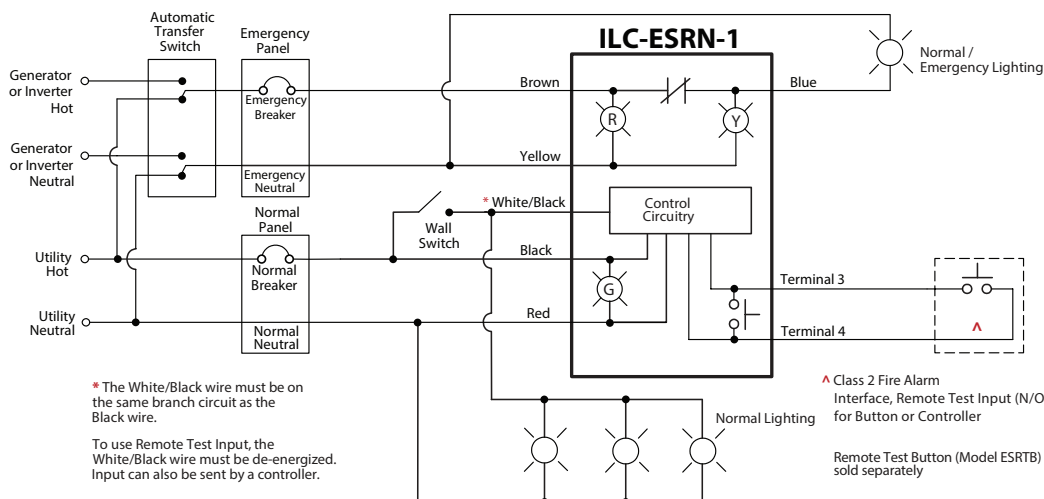 Automatic
Transfer
Switch
Emergency
Panel
ILC-ESRN-1
Normal /
Emergency Lighting
Generator
or Inverter
Hot
Emergency
Breaker
Brown
Blue
R
Y
Generator
or Inverter
Neutral
Yellow
Emergency
Neutral
* White/Black
Control
Circuitry
Normal
Panel
Wall
Switch
Utility
Hot
Normal
Breaker
Black
G
Terminal 3
Utility
Neutral
Normal
Neutral
Red
Terminal 4
^
* The White/Black wire must be on
the same branch circuit as the
Black wire.
To use Remote Test Input, the
White/Black wire must be de-energized.
Input can also be sent by a controller.
Normal Lighting
^ Class 2 Fire Alarm
Interface, Remote Test Input (N/O
for Button or Controller
Remote Test Button (Model ESRTB)
sold separately